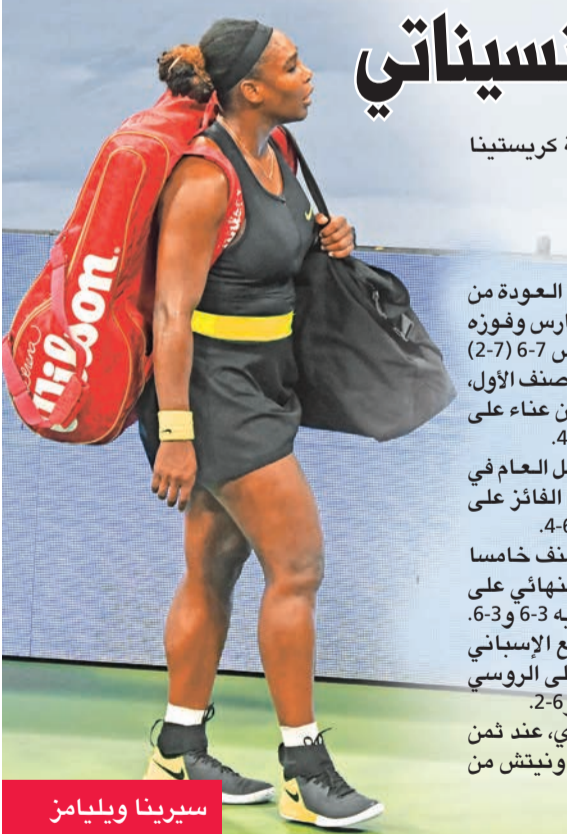 نسيناتي
كريستينا
العودة من
ارس وفوزه
7-6 (7-2)
صنف الأول،
ن عناء على
4.
ل العام في
الفائز على
6-4.
نف خامسا
نهائي على
يه 3-6 و3-6.
ع الإسباني
لى الروسي
و6-2.
ي، عند ثمن
ونيتش من
Wilson.
سيرينا ويليامز